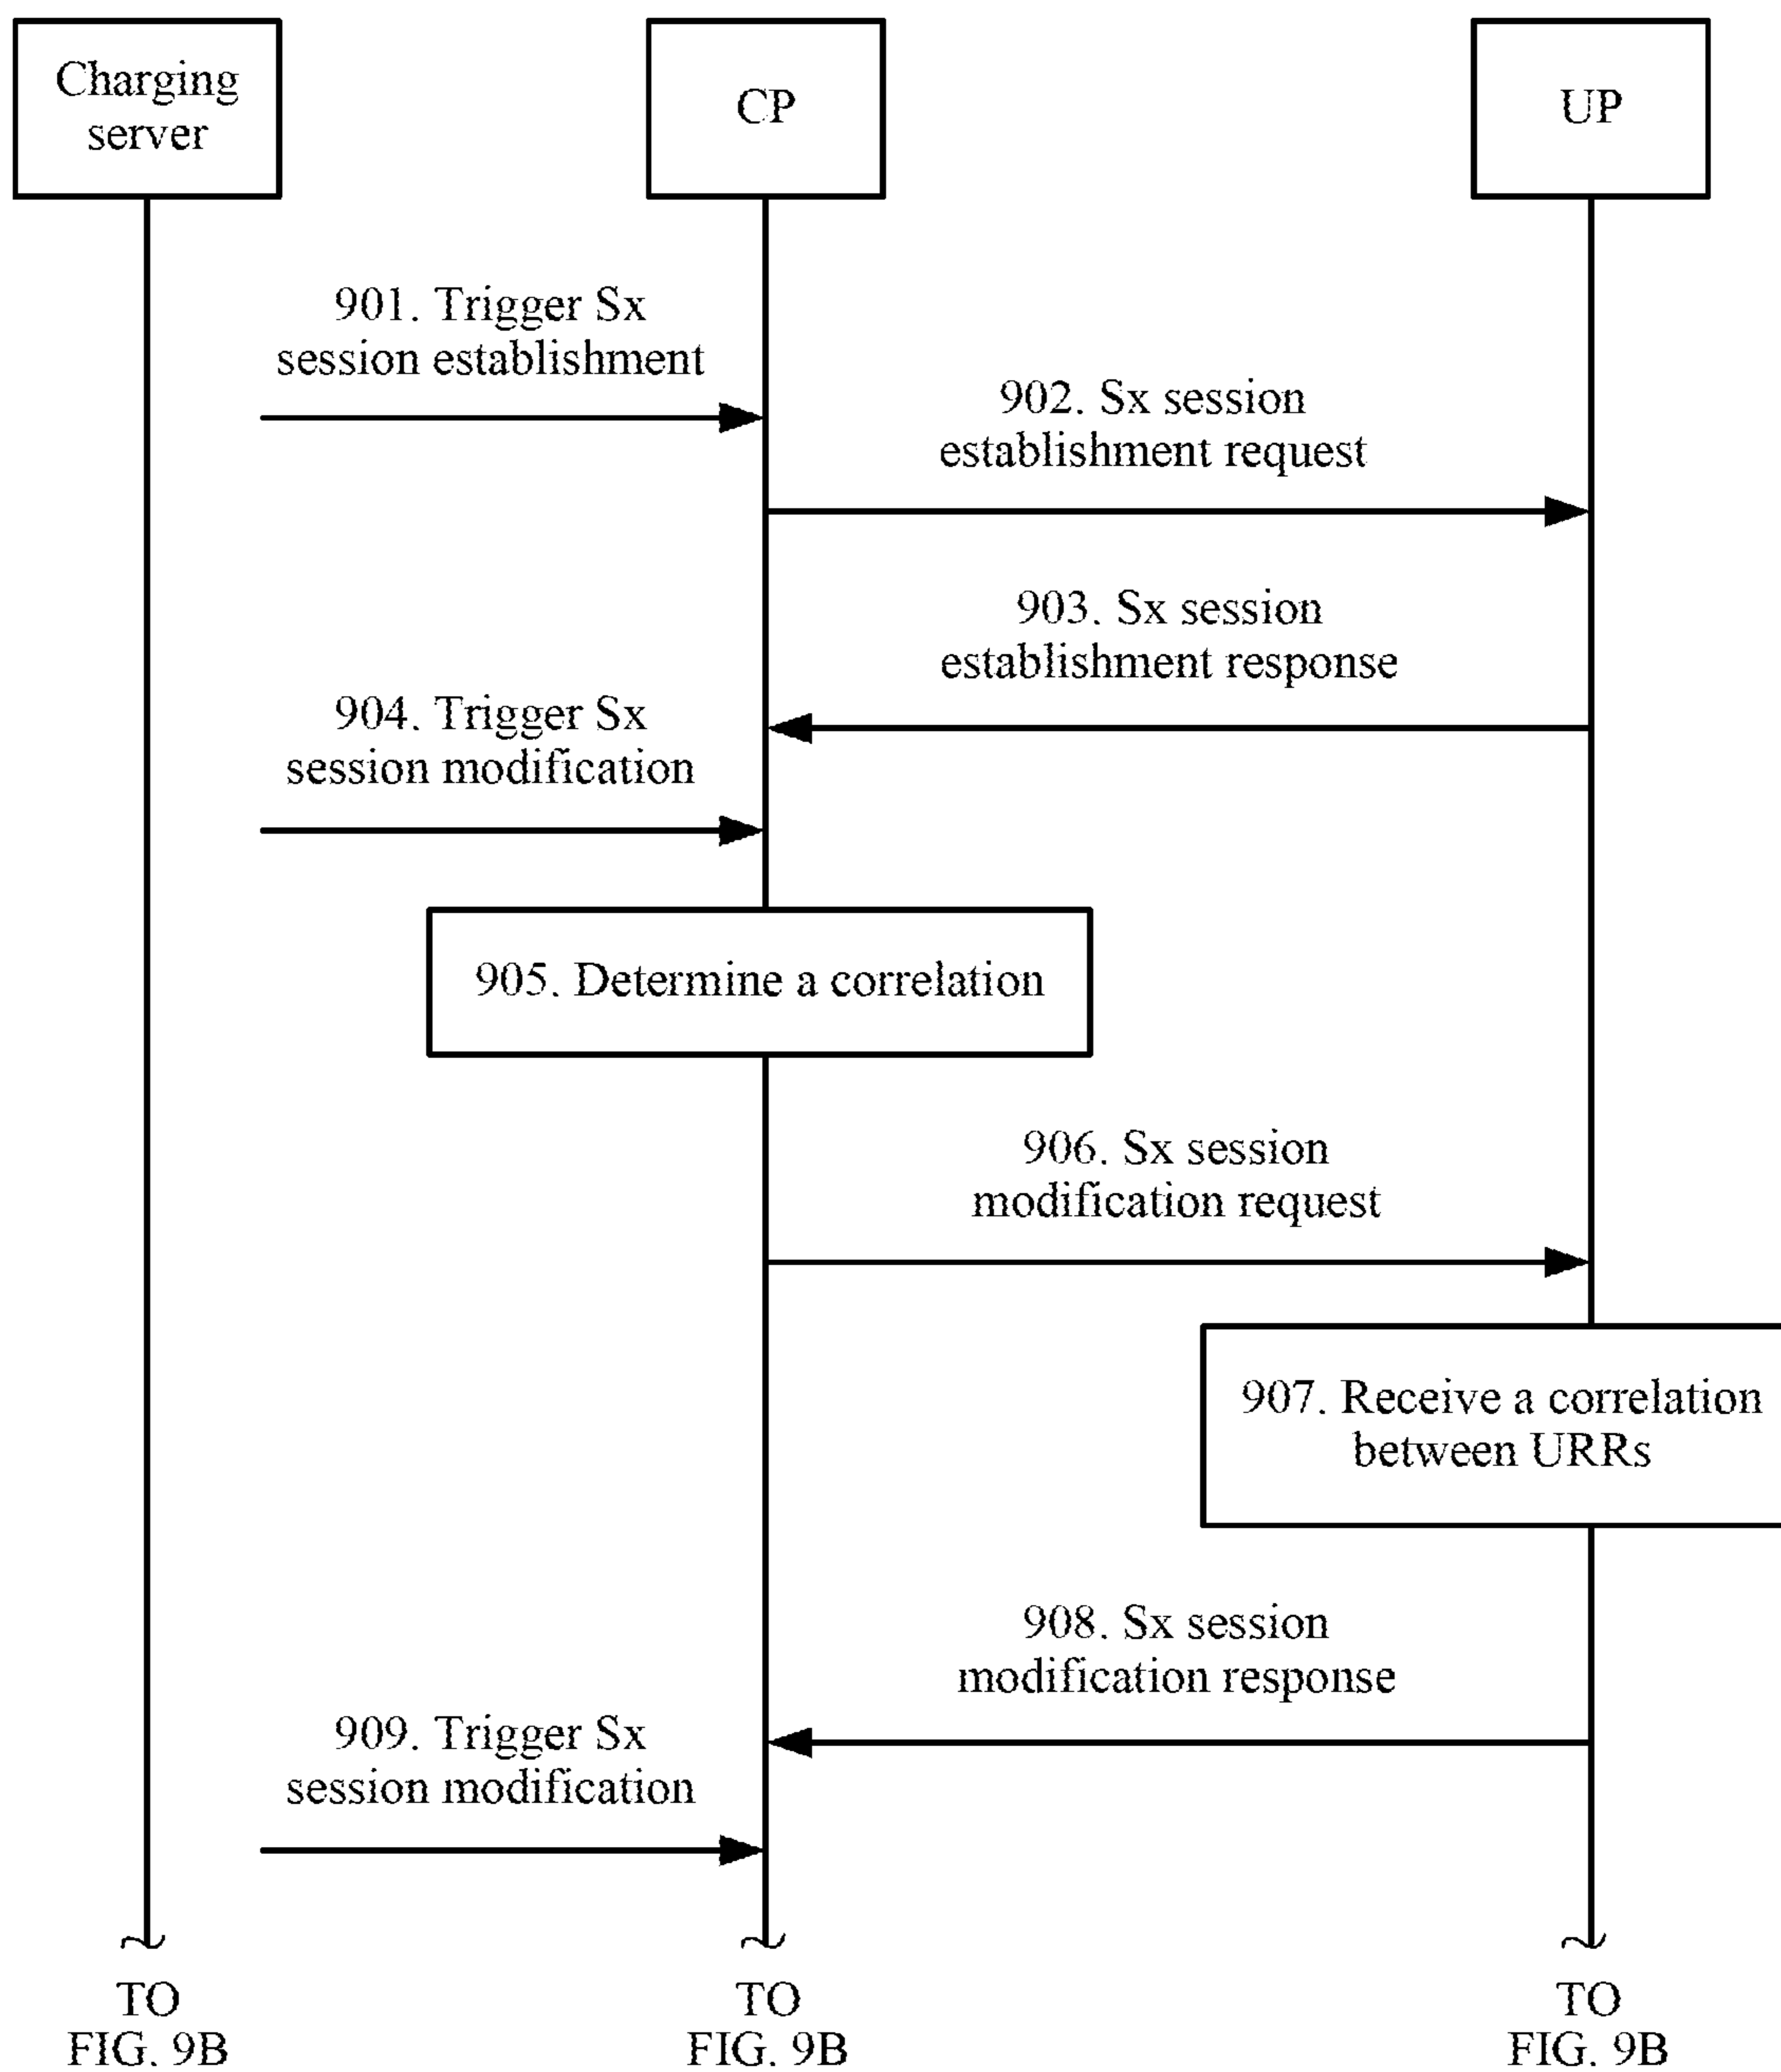 Charging
server
CP
UP
901. Trigger Sx
session establishment
902. Sx session
establishment request
903. Sx session
establishment response
904. Trigger Sx
session modification
905. Determine a correlation
906. Sx session
modification request
907. Receive a correlation
between URRs
908. Sx session
modification response
909. Trigger Sx
session modification
TO
FIG. 9B
TO
FIG. 9B
TO
FIG. 9B